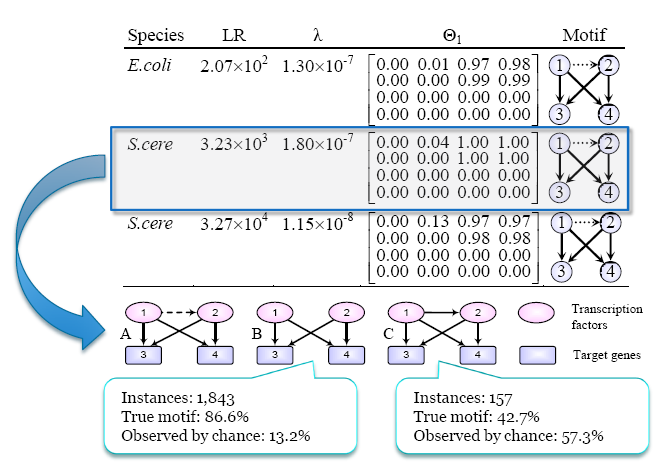 Species LR λ Θ1 Motif
E.coli 2.07×10² 1.30×10⁻⁷ 0.00 0.01 0.97 0.98 1 2
0.00 0.00 0.99 0.99
0.00 0.00 0.00 0.00
0.00 0.00 0.00 0.00 3 4
S.cere 3.23×10³ 1.80×10⁻⁷ 0.00 0.04 1.00 1.00 1 2
0.00 0.00 1.00 1.00
0.00 0.00 0.00 0.00
0.00 0.00 0.00 0.00 3 4
S.cere 3.27×10⁴ 1.15×10⁻⁸ 0.00 0.13 0.97 0.97 1 2
0.00 0.00 0.98 0.98
0.00 0.00 0.00 0.00
0.00 0.00 0.00 0.00 3 4
1 2 1 2 1 2 Transcription
factors
A B C
3 4 3 4 3 4 Target genes
Instances: 1,843
True motif: 86.6%
Observed by chance: 13.2%
Instances: 157
True motif: 42.7%
Observed by chance: 57.3%